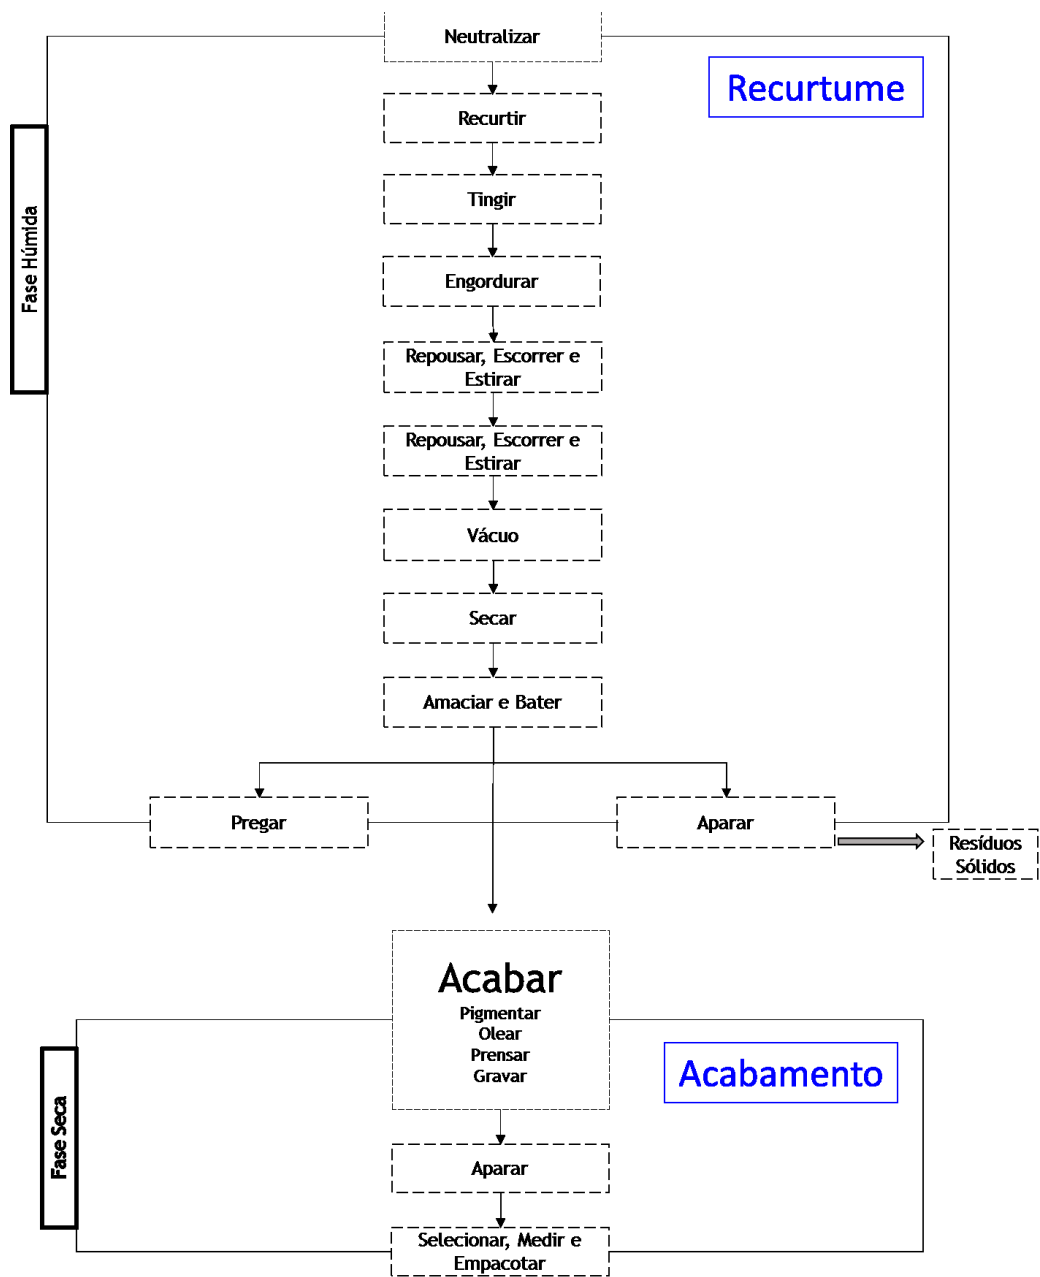 Neutralizar
Recurtume
Recurtir
Fase Húmida
Tingir
Engordurar
Repousar, Escorrer e
Estirar
Repousar, Escorrer e
Estirar
Vácuo
Secar
Amaciar e Bater
Pregar
Aparar
Resíduos
Sólidos
Acabar
Pigmentar
Olear
Prensar
Gravar
Acabamento
Fase Seca
Aparar
Selecionar, Medir e
Empacotar